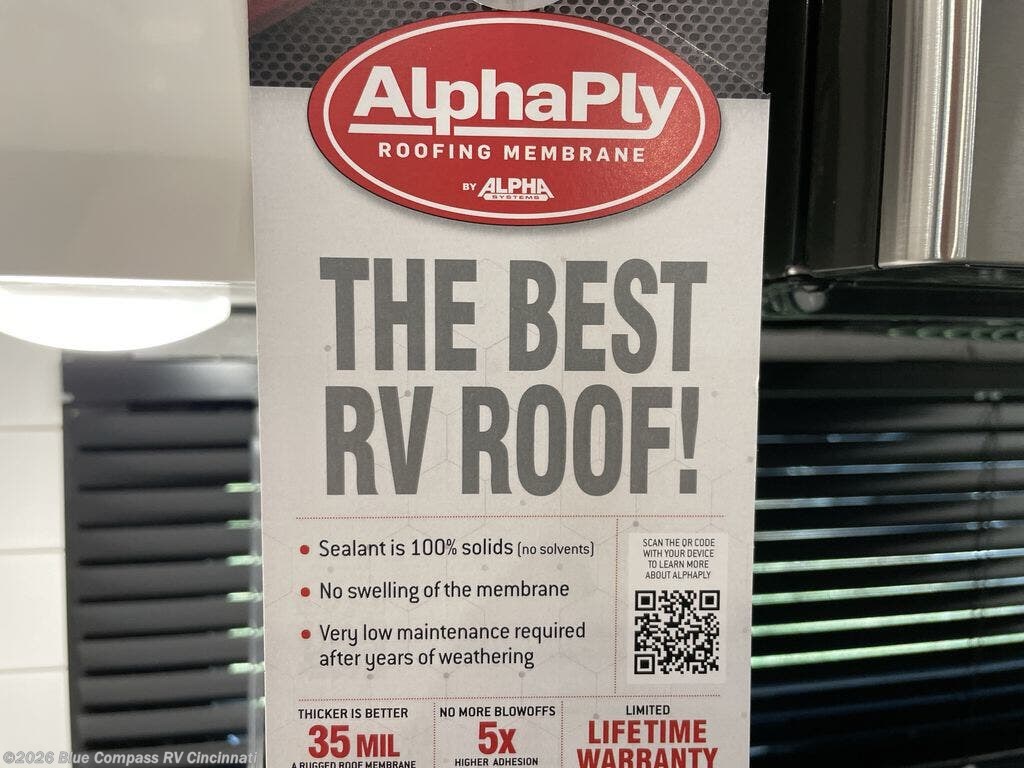 AlphaPly
ROOFING MEMBRANE
BY ALPHA
SYSTEMS
THE BEST
RV ROOF!
• Sealant is 100% solids (no solvents)
• No swelling of the membrane
• Very low maintenance required
after years of weathering
SCAN THE QR CODE
WITH YOUR DEVICE
TO LEARN MORE
ABOUT ALPHAPLY
THICKER IS BETTER
35 MIL
A RUGGED ROOF MEMBRANE
NO MORE BLOWOFFS
5x
HIGHER ADHESION
LIMITED
LIFETIME
WARRANTY
©2026 Blue Compass RV Cincinnati